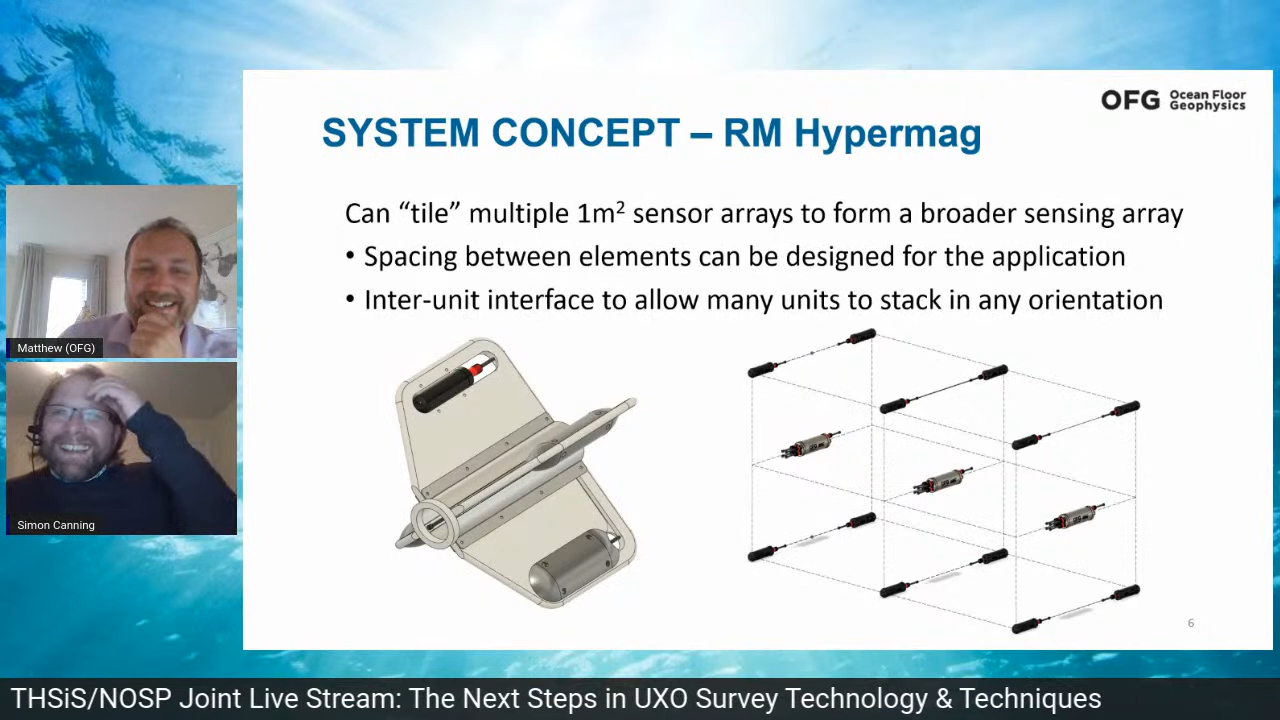 OFG Ocean Floor
Geophysics
SYSTEM CONCEPT – RM Hypermag
Can “tile” multiple 1m² sensor arrays to form a broader sensing array
• Spacing between elements can be designed for the application
• Inter-unit interface to allow many units to stack in any orientation
Matthew (OFG)
Simon Canning
6
THSiS/NOSP Joint Live Stream: The Next Steps in UXO Survey Technology & Techniques